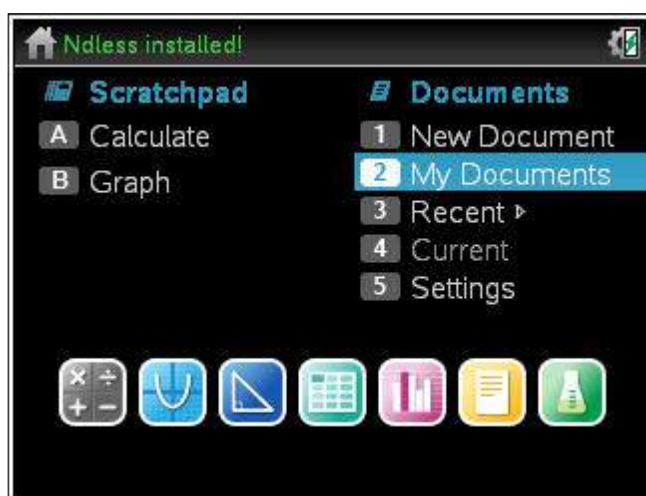 Ndless installed!
Scratchpad
A Calculate
B Graph
Documents
1 New Document
2 My Documents
3 Recent ▹
4 Current
5 Settings